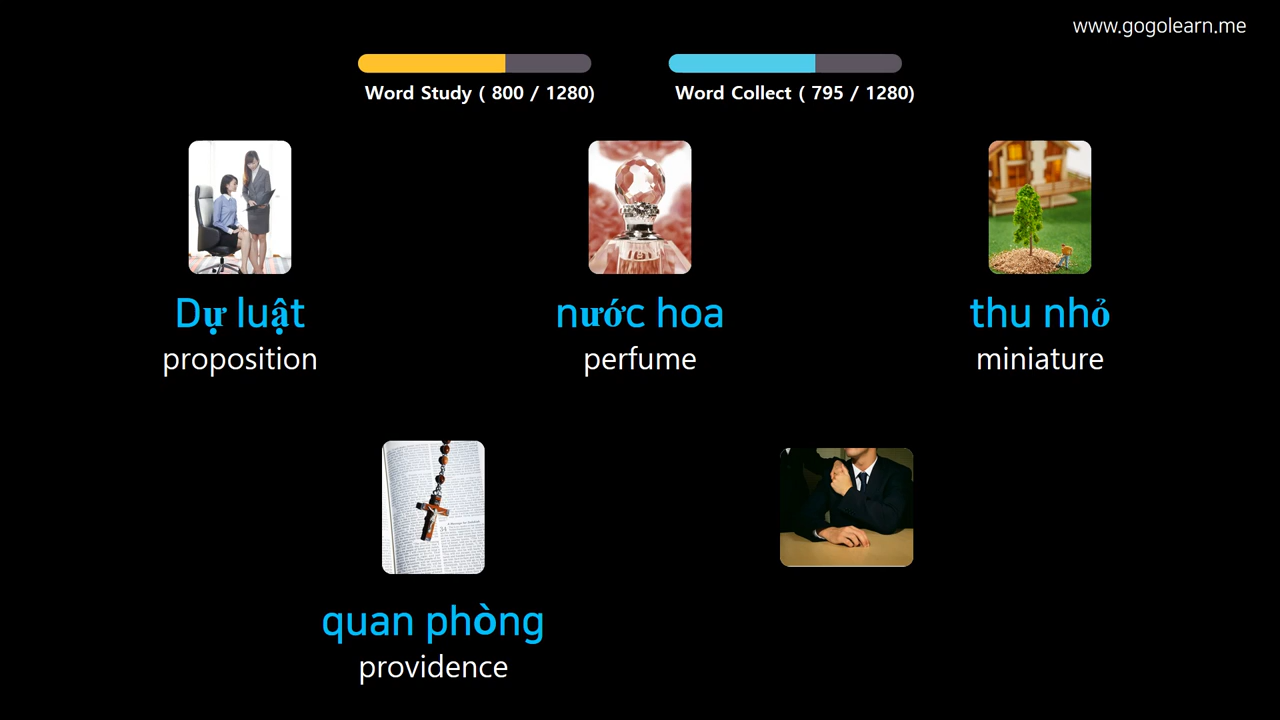 www.gogolearn.me
Word Study ( 800 / 1280)
Word Collect ( 795 / 1280)
Dự luật
nước hoa
thu nhỏ
proposition
perfume
miniature
quan phòng
providence